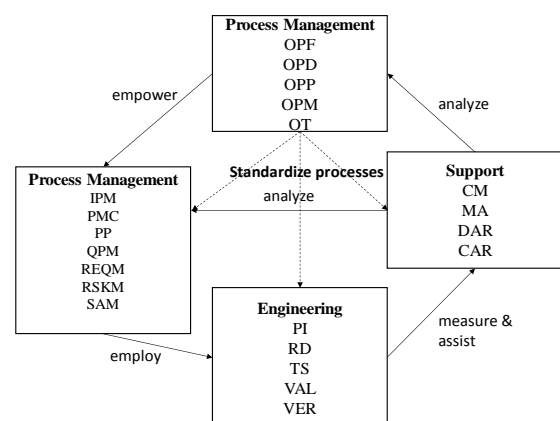 Process Management
OPF
OPD
OPP
OPM
OT
empower
analyze
Standardize processes
analyze
Process Management
IPM
PMC
PP
QPM
REQM
RSKM
SAM
Support
CM
MA
DAR
CAR
employ
Engineering
PI
RD
TS
VAL
VER
measure &
assist